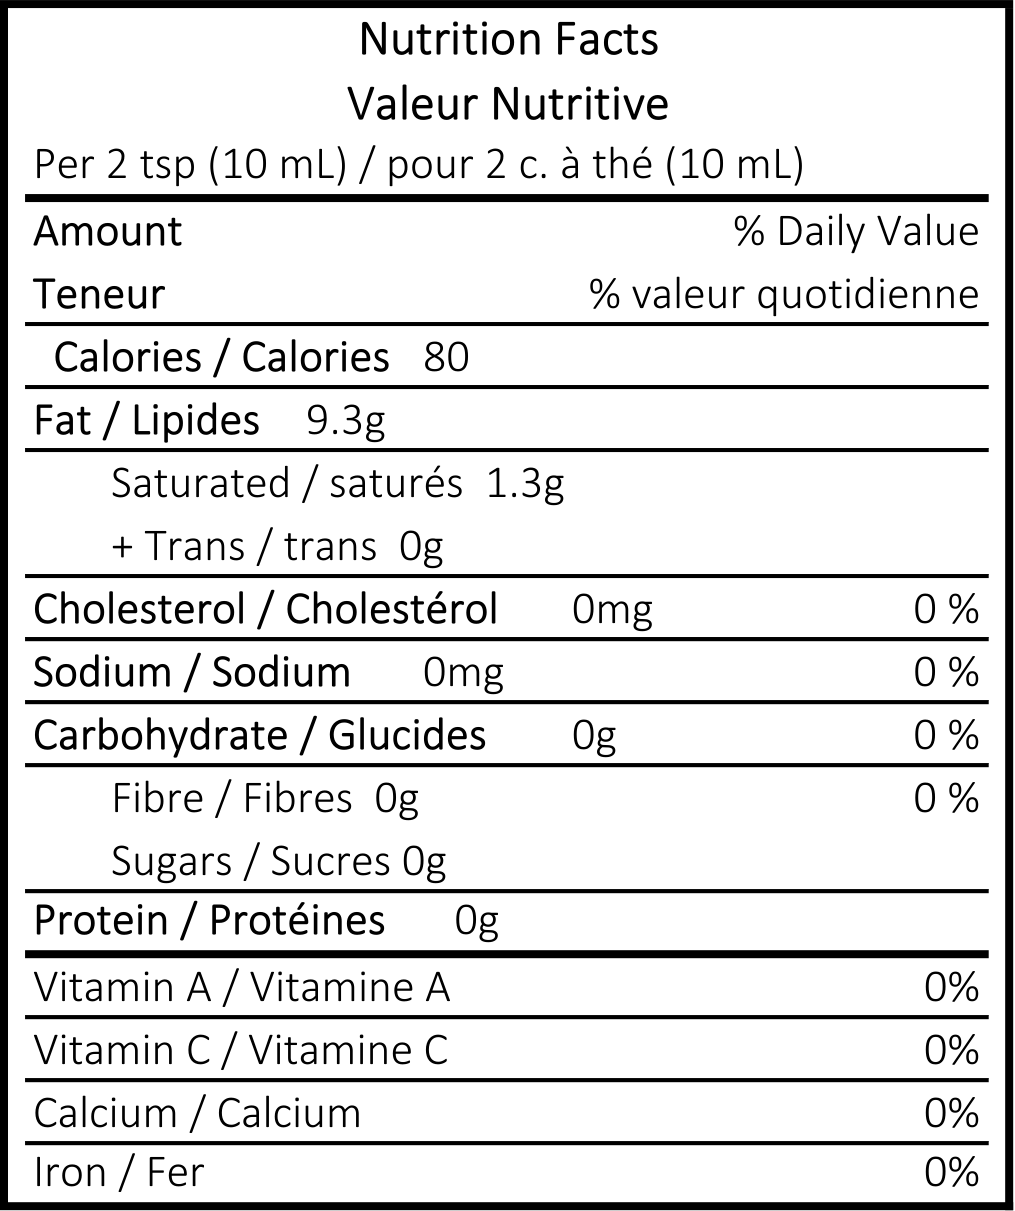 Nutrition Facts
Valeur Nutritive
Per 2 tsp (10 mL) / pour 2 c. à thé (10 mL)
Amount % Daily Value
Teneur % valeur quotidienne
Calories / Calories 80
Fat / Lipides 9.3g
Saturated / saturés 1.3g
+ Trans / trans 0g
Cholesterol / Cholestérol 0mg 0 %
Sodium / Sodium 0mg 0 %
Carbohydrate / Glucides 0g 0 %
Fibre / Fibres 0g 0 %
Sugars / Sucres 0g
Protein / Protéines 0g
Vitamin A / Vitamine A 0%
Vitamin C / Vitamine C 0%
Calcium / Calcium 0%
Iron / Fer 0%